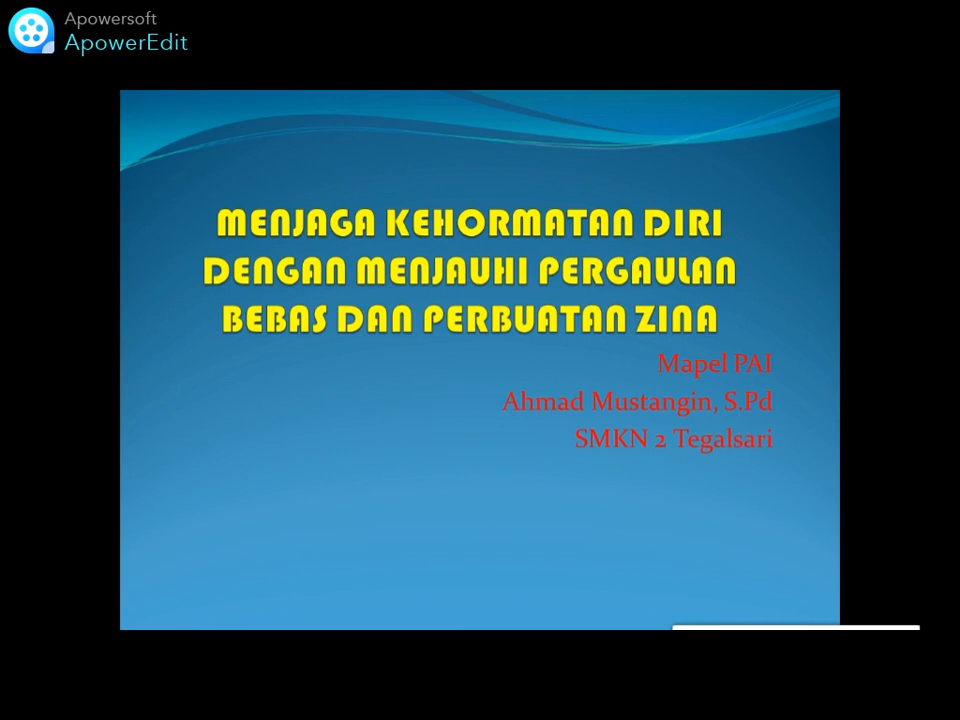 Apowersoft
ApowerEdit
MENJAGA KEHORMATAN DIRI
DENGAN MENJAUHI PERGAULAN
BEBAS DAN PERBUATAN ZINA
Mapel PAI
Ahmad Mustangin, S.Pd
SMKN 2 Tegalsari